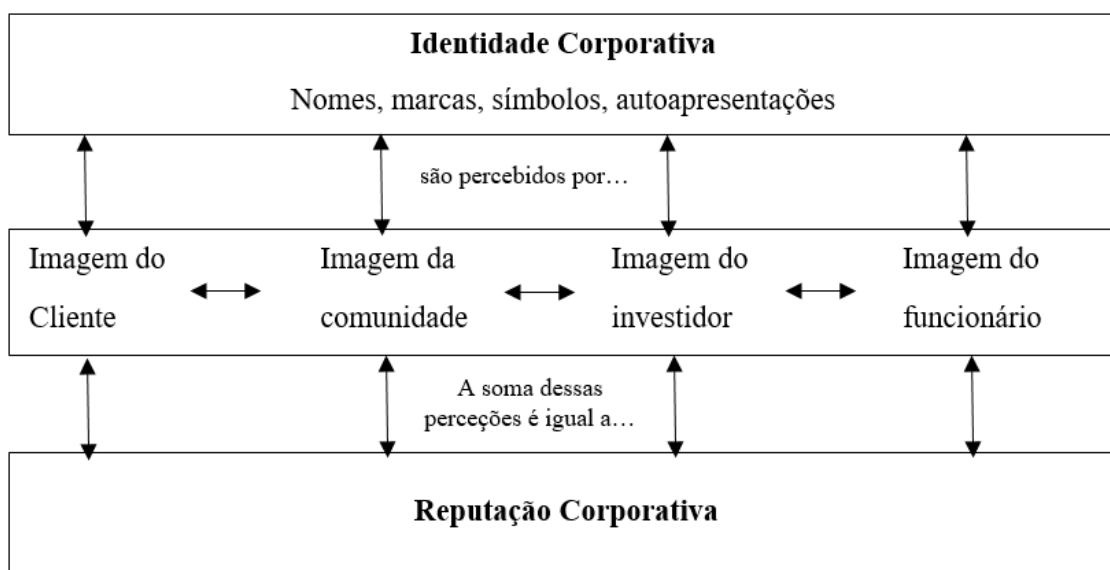 Identidade Corporativa
Nomes, marcas, símbolos, autoapresentações
são percebidos por…
Imagem do
Cliente
Imagem da
comunidade
Imagem do
investidor
Imagem do
funcionário
A soma dessas
perceções é igual a…
Reputação Corporativa